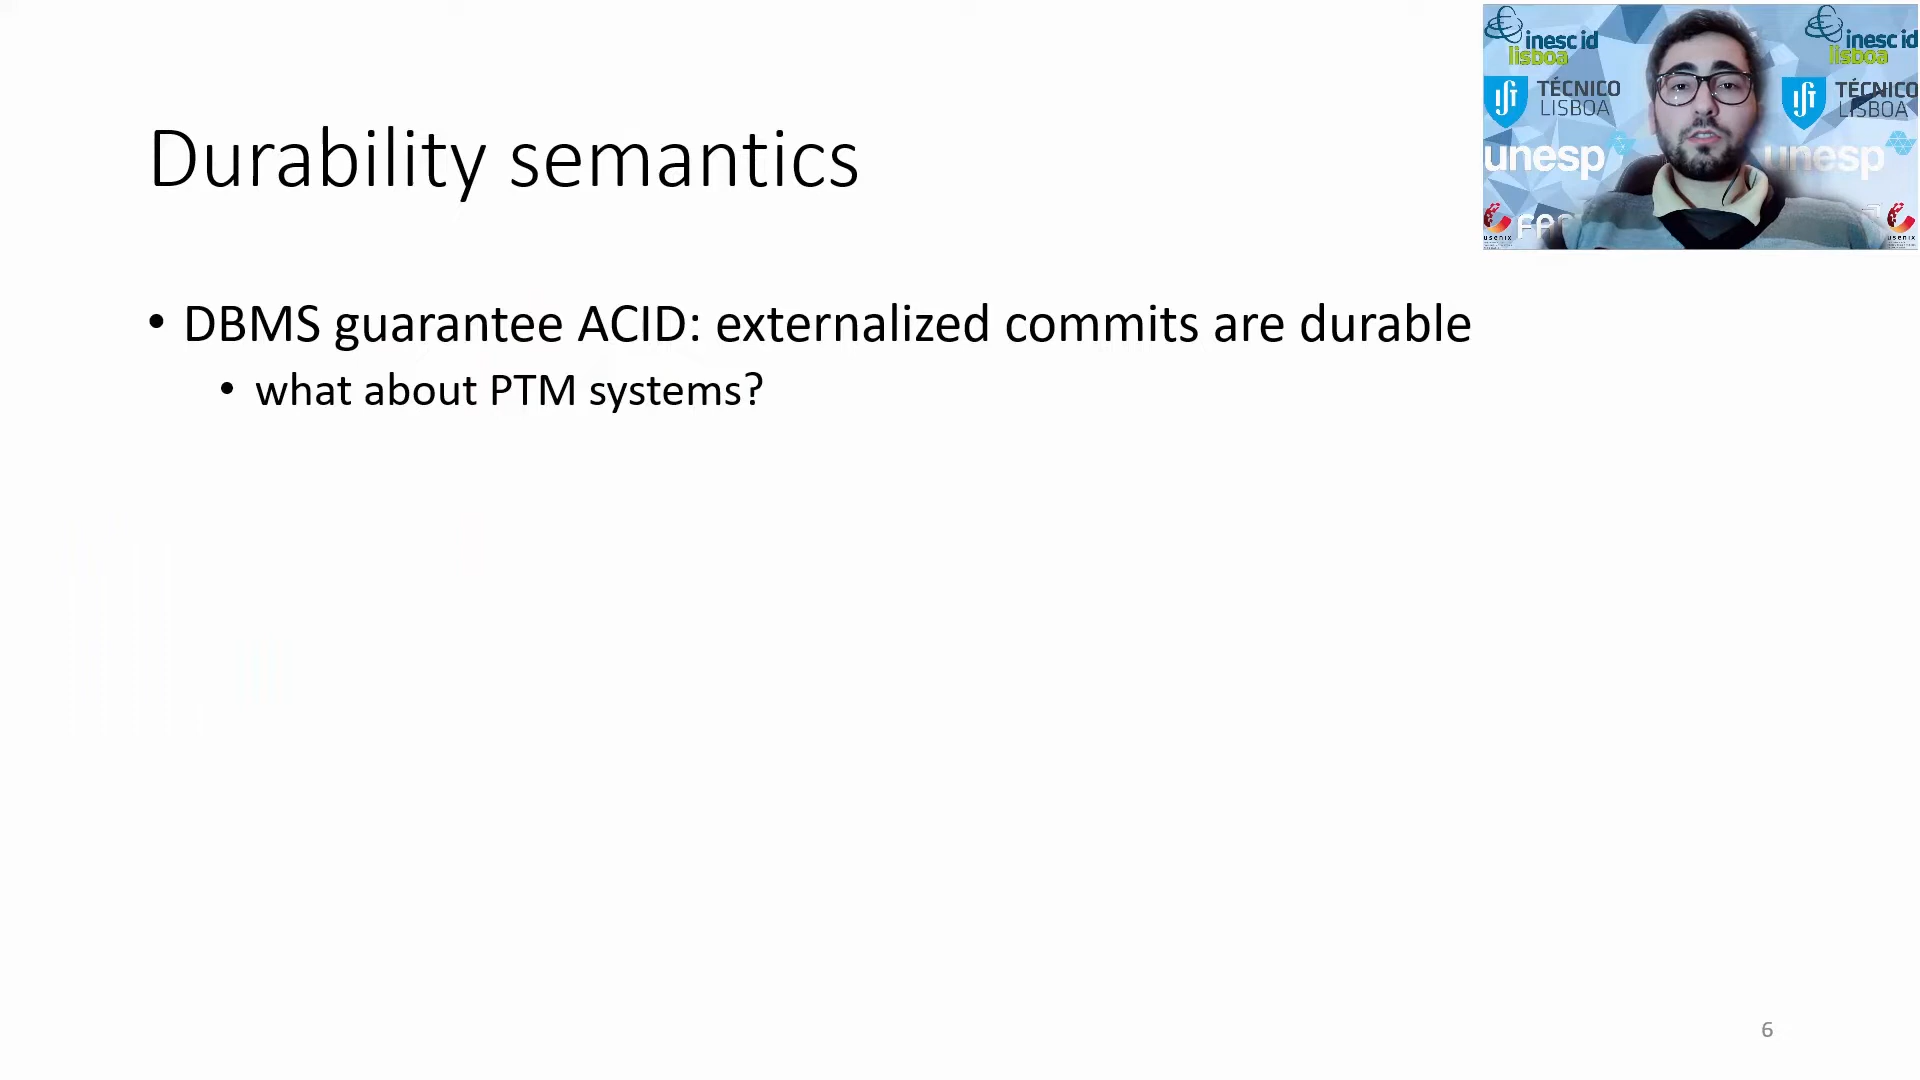 Durability semantics
• DBMS guarantee ACID: externalized commits are durable
• what about PTM systems?
inesc id
lisboa
TÉCNICO
LISBOA
unesp
usenix
inesc id
lisboa
TÉCNICO
LISBOA
unesp
usenix
6